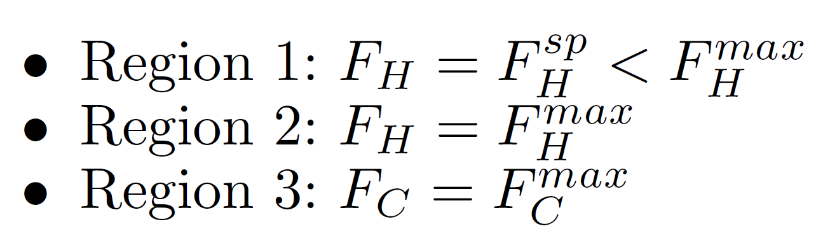 • Region 1: $F_H = F_H^{sp} < F_H^{max}$
• Region 2: $F_H = F_H^{max}$
• Region 3: $F_C = F_C^{max}$